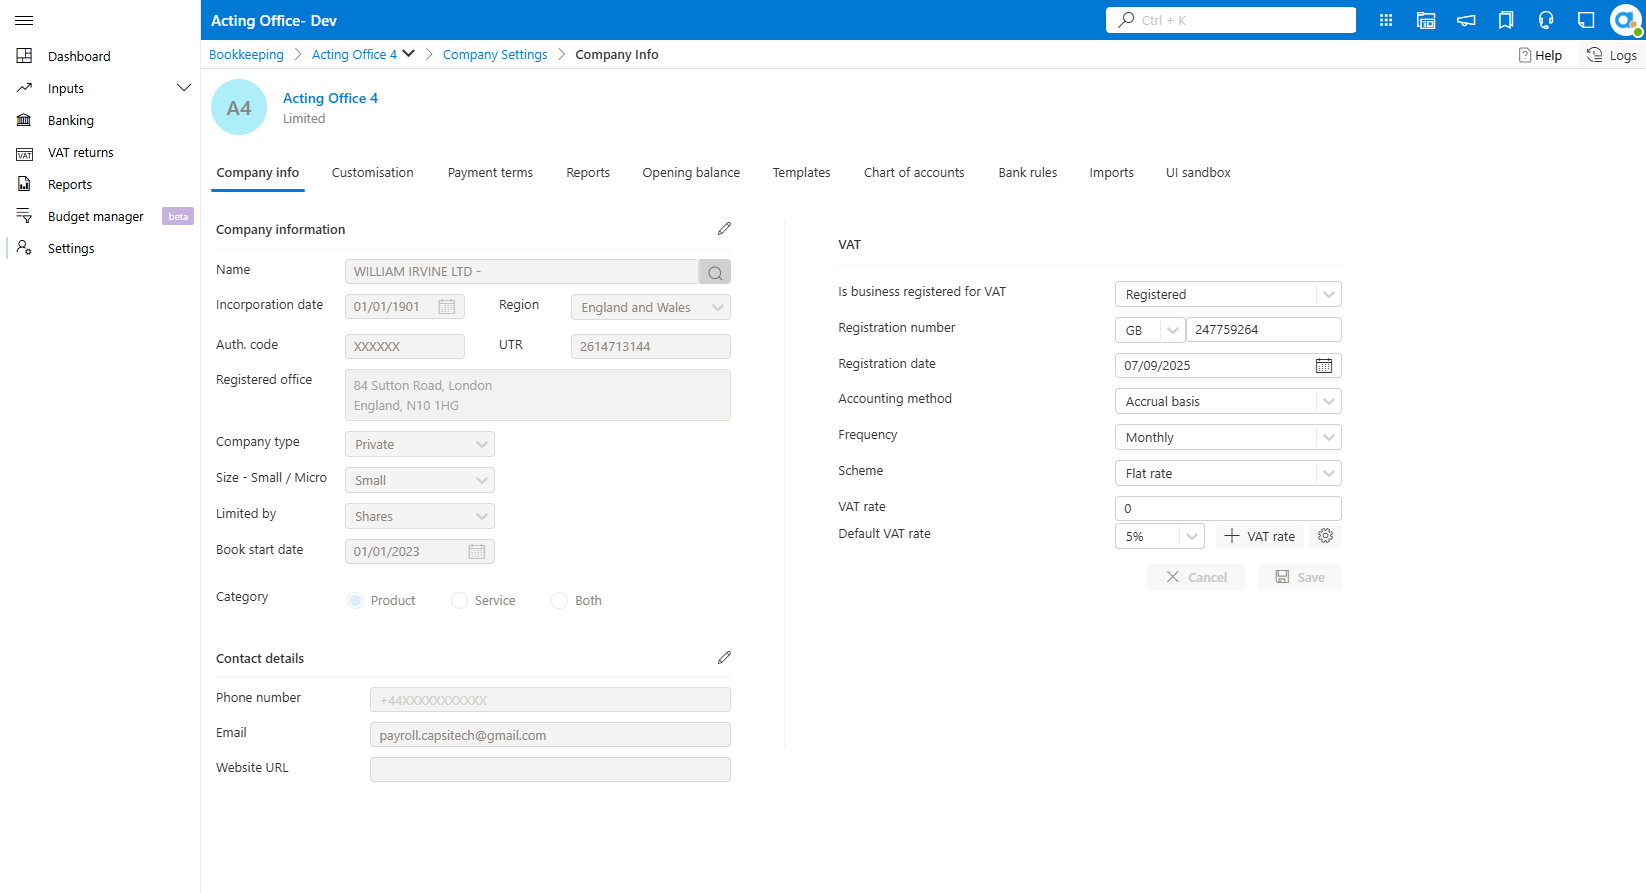 Acting Office- Dev
Ctrl + K
Dashboard
Inputs
Banking
VAT returns
Reports
Budget manager beta
Settings
Bookkeeping Acting Office 4 Company Settings Company Info
Help Logs
A4
Acting Office 4
Limited
Company info Customisation Payment terms Reports Opening balance Templates Chart of accounts Bank rules Imports UI sandbox
Company information
Name WILLIAM IRVINE LTD -
Incorporation date 01/01/1901 Region England and Wales
Auth. code XXXXXX UTR 2614713144
Registered office 84 Sutton Road, London
England, N10 1HG
Company type Private
Size - Small / Micro Small
Limited by Shares
Book start date 01/01/2023
Category Product Service Both
Contact details
Phone number +44XXXXXXXXXXX
Email payroll.capsitech@gmail.com
Website URL
VAT
Is business registered for VAT Registered
Registration number GB 247759264
Registration date 07/09/2025
Accounting method Accrual basis
Frequency Monthly
Scheme Flat rate
VAT rate 0
Default VAT rate 5% VAT rate
Cancel Save